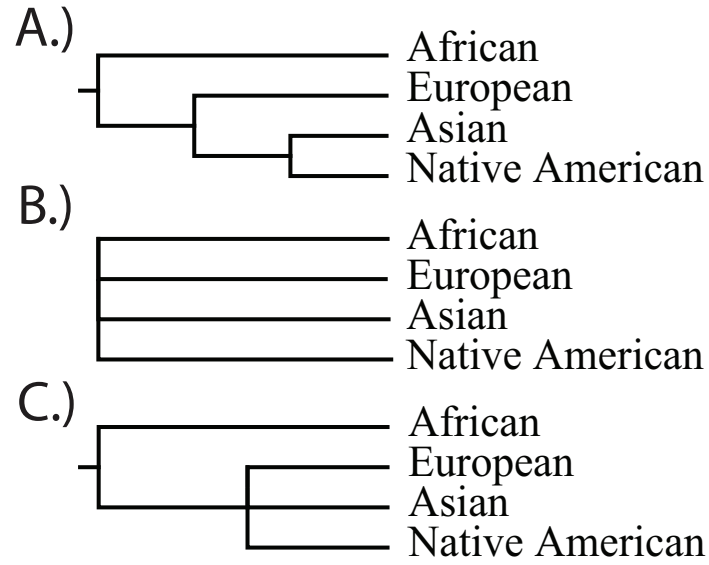 A.)
African
European
Asian
Native American
B.)
African
European
Asian
Native American
C.)
African
European
Asian
Native American